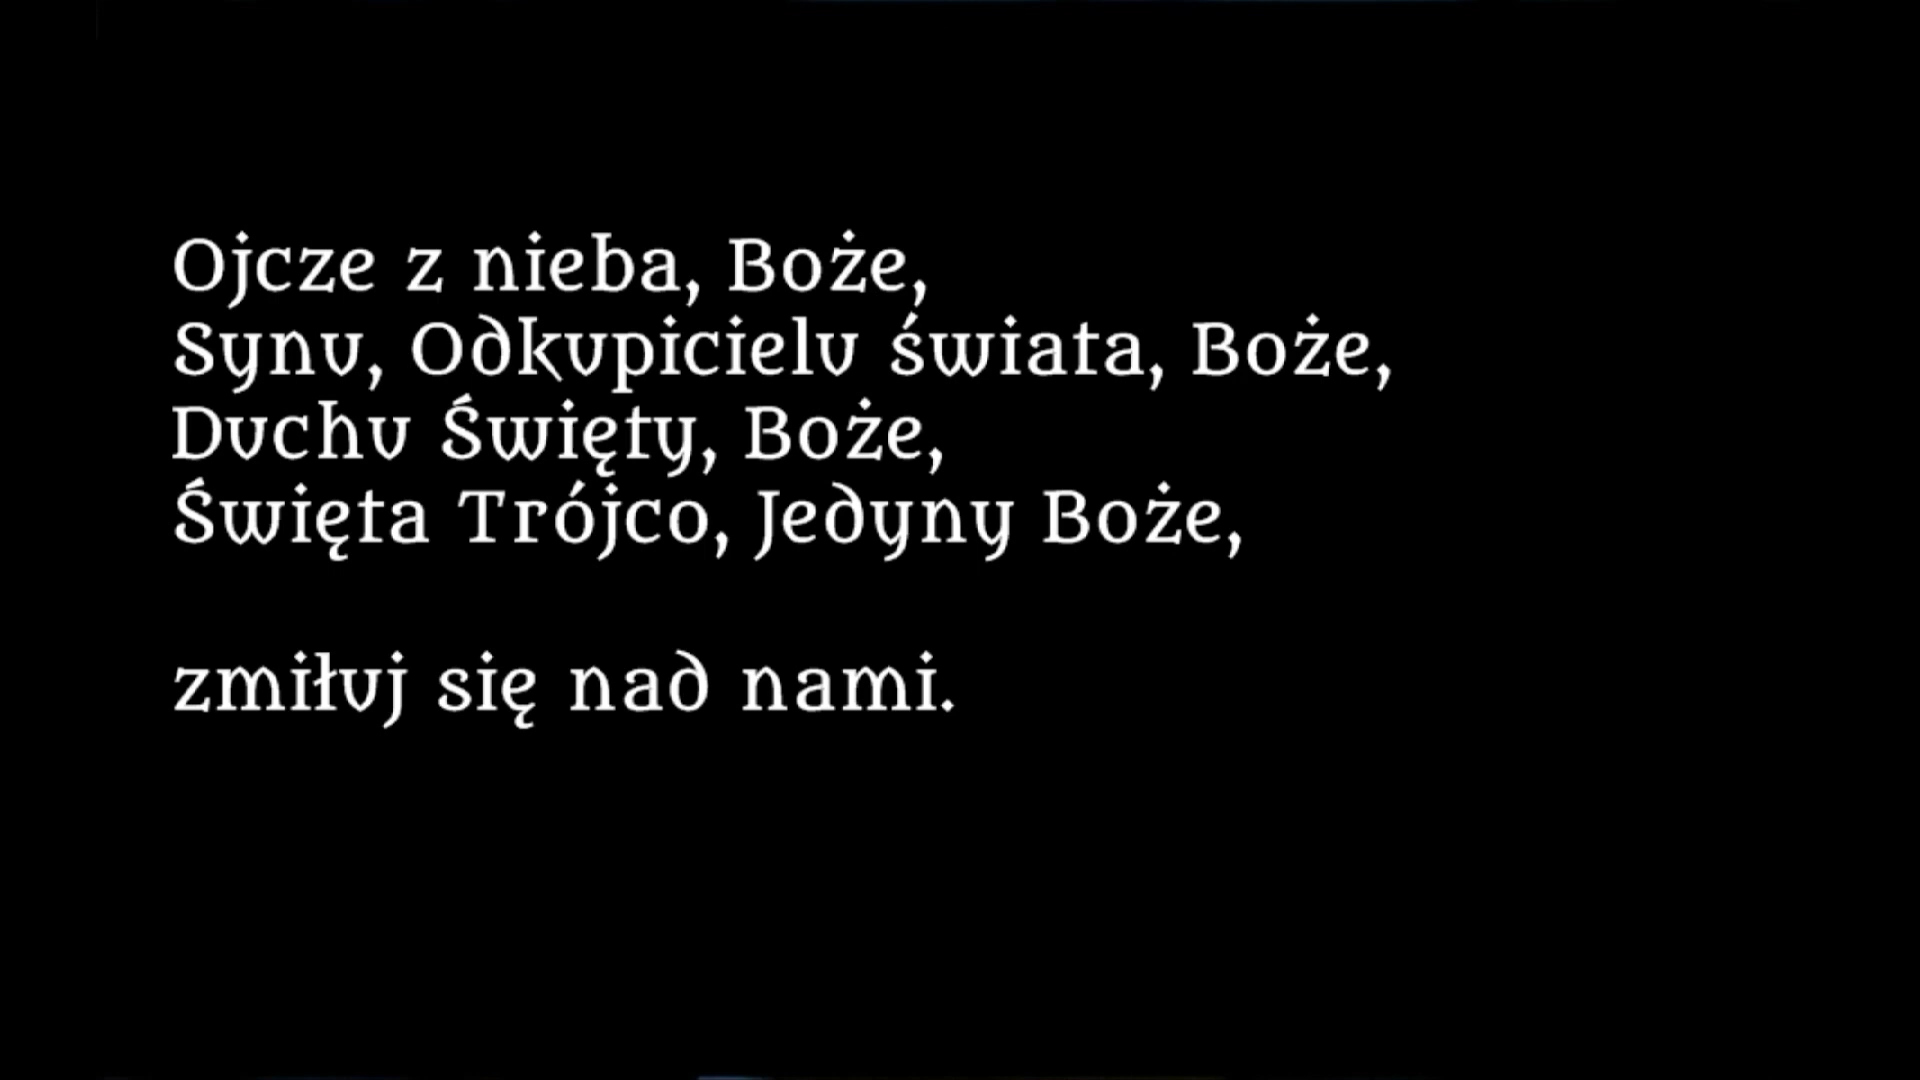 Ojcze z nieba, Boże,
Synu, Odkupicielu świata, Boże,
Duchu Święty, Boże,
Święta Trójco, Jedyny Boże,
zmiłuj się nad nami.